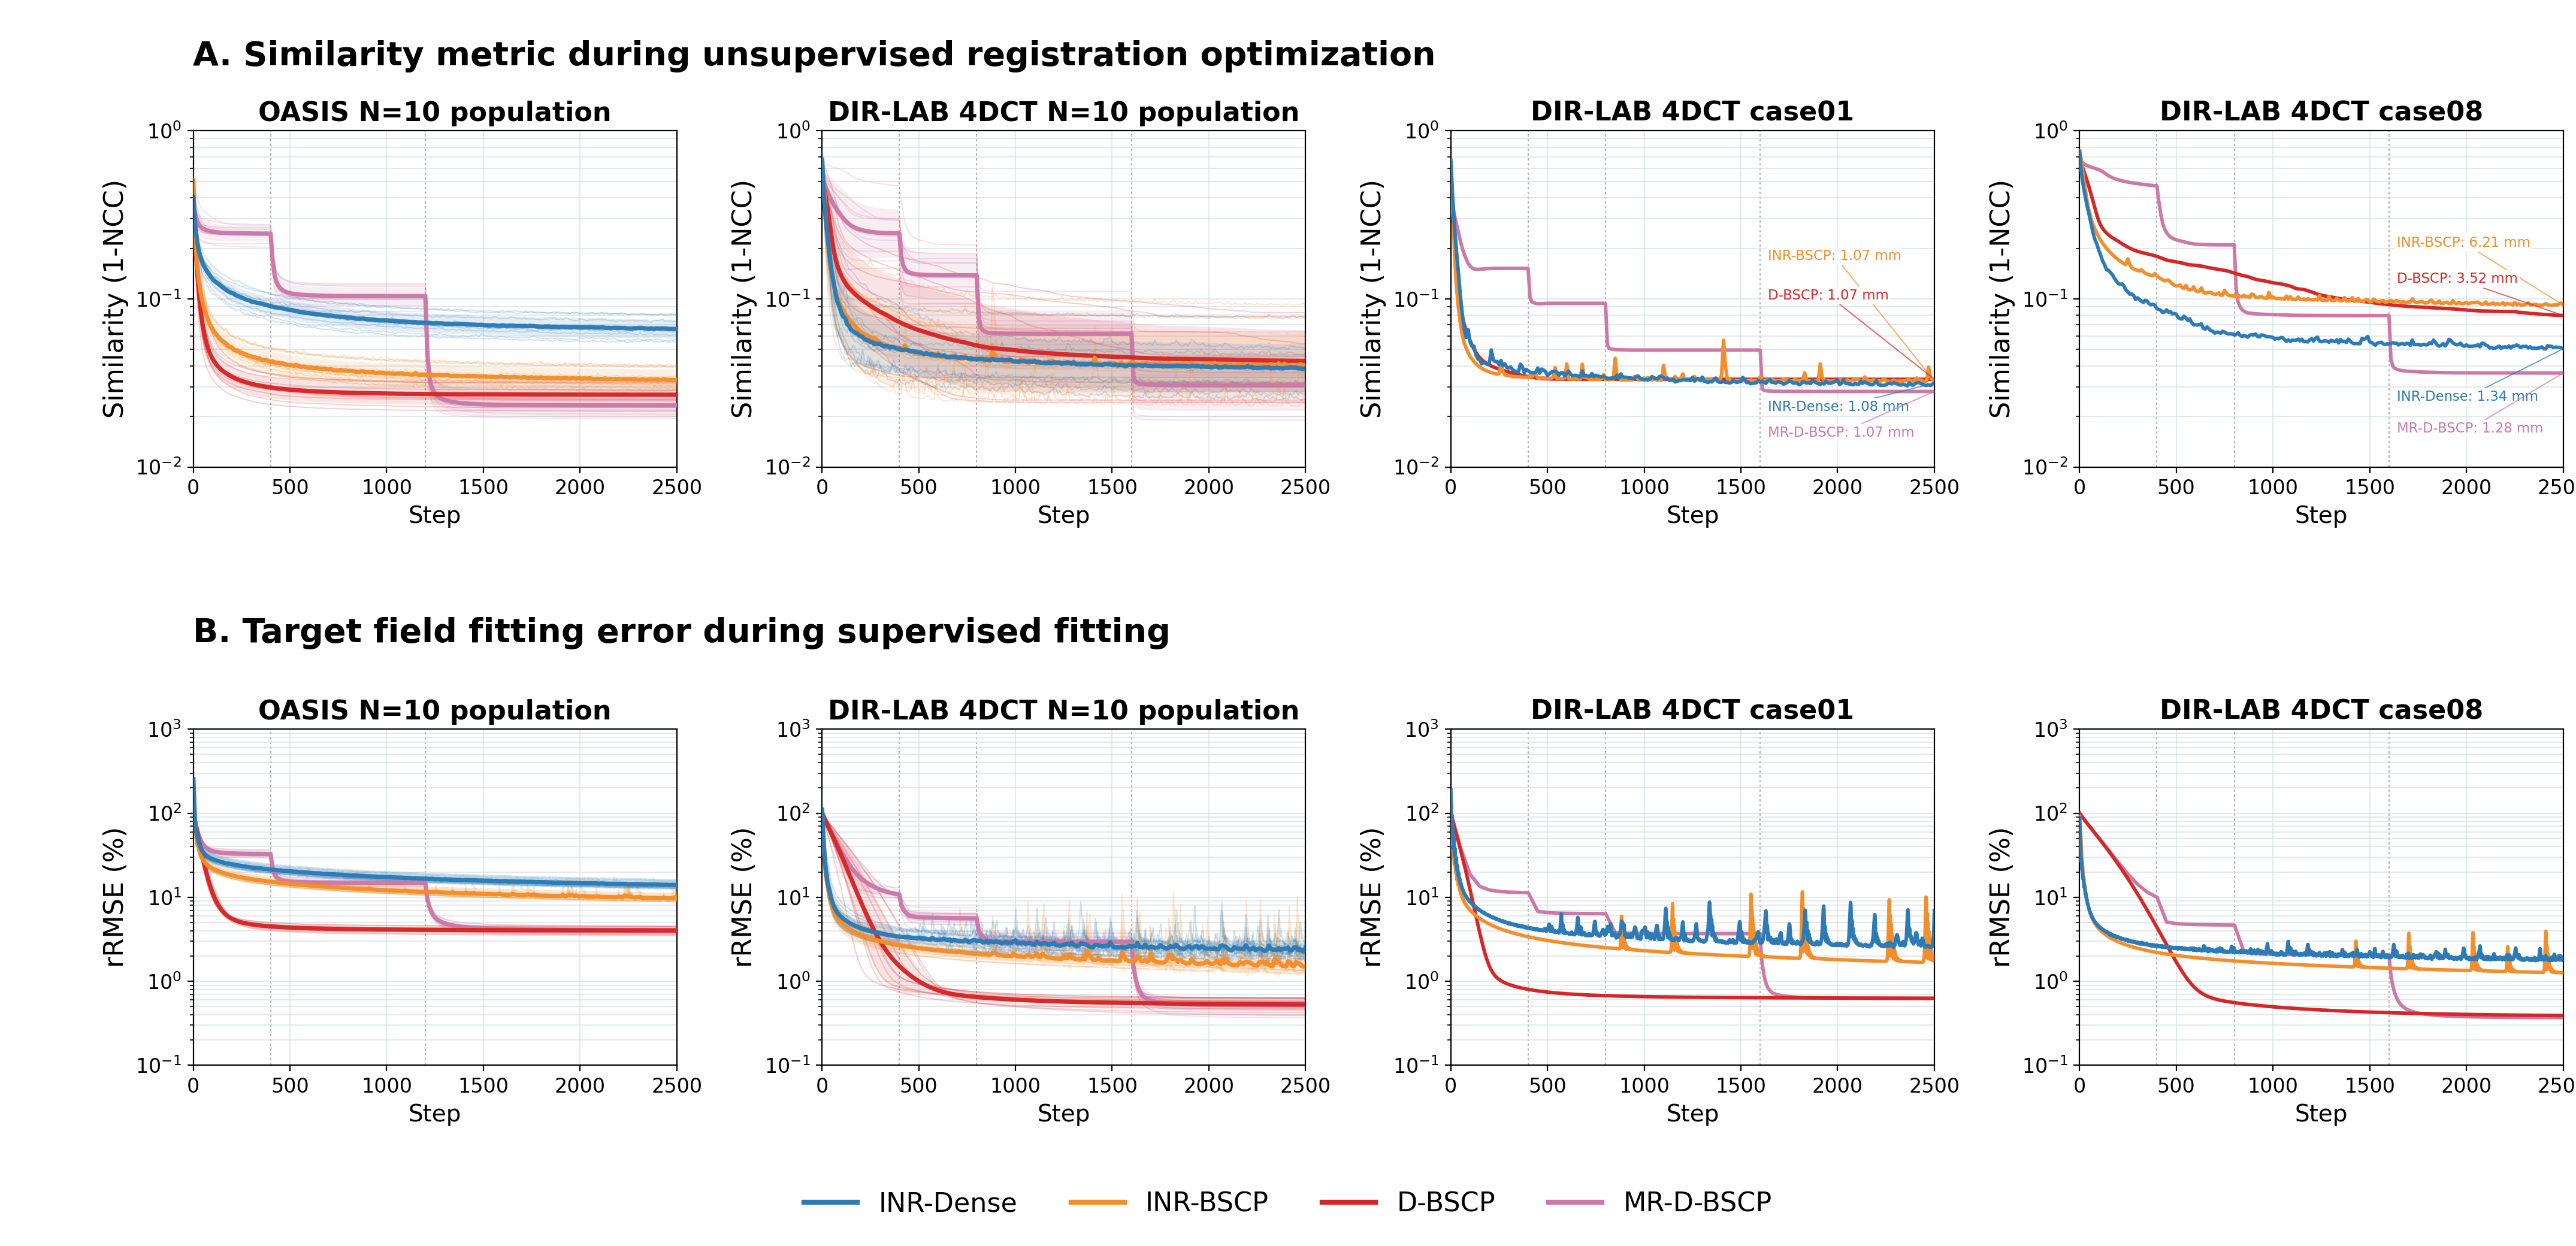 A. Similarity metric during unsupervised registration optimization
OASIS N=10 population
DIR-LAB 4DCT N=10 population
DIR-LAB 4DCT case01
DIR-LAB 4DCT case08
Similarity (1-NCC)
10⁰
10⁻¹
10⁻²
0 500 1000 1500 2000 2500
Step
Similarity (1-NCC)
10⁰
10⁻¹
10⁻²
0 500 1000 1500 2000 2500
Step
Similarity (1-NCC)
10⁰
10⁻¹
10⁻²
INR-BSCP: 1.07 mm
D-BSCP: 1.07 mm
INR-Dense: 1.08 mm
MR-D-BSCP: 1.07 mm
0 500 1000 1500 2000 2500
Step
Similarity (1-NCC)
10⁰
10⁻¹
10⁻²
INR-BSCP: 6.21 mm
D-BSCP: 3.52 mm
INR-Dense: 1.34 mm
MR-D-BSCP: 1.28 mm
0 500 1000 1500 2000 250
Step
B. Target field fitting error during supervised fitting
OASIS N=10 population
DIR-LAB 4DCT N=10 population
DIR-LAB 4DCT case01
DIR-LAB 4DCT case08
rRMSE (%)
10³
10²
10¹
10⁰
10⁻¹
0 500 1000 1500 2000 2500
Step
rRMSE (%)
10³
10²
10¹
10⁰
10⁻¹
0 500 1000 1500 2000 2500
Step
rRMSE (%)
10³
10²
10¹
10⁰
10⁻¹
0 500 1000 1500 2000 2500
Step
rRMSE (%)
10³
10²
10¹
10⁰
10⁻¹
0 500 1000 1500 2000 250
Step
INR-Dense INR-BSCP D-BSCP MR-D-BSCP